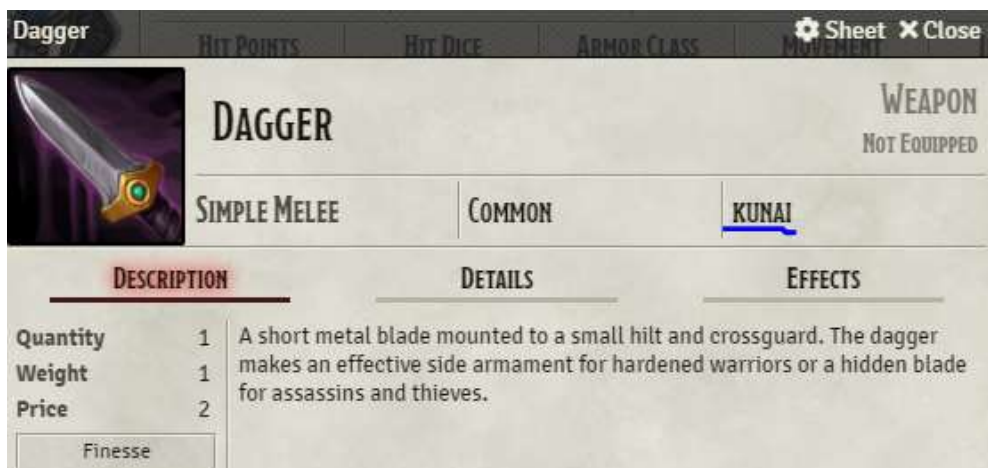 Dagger
Sheet
Close
HIT POINTS
HIT DICE
ARMOR CLASS
MOVEMENT
DAGGER
WEAPON
NOT EQUIPPED
SIMPLE MELEE
COMMON
KUNAI
DESCRIPTION
DETAILS
EFFECTS
Quantity 1
Weight 1
Price 2
Finesse
A short metal blade mounted to a small hilt and crossguard. The dagger
makes an effective side armament for hardened warriors or a hidden blade
for assassins and thieves.